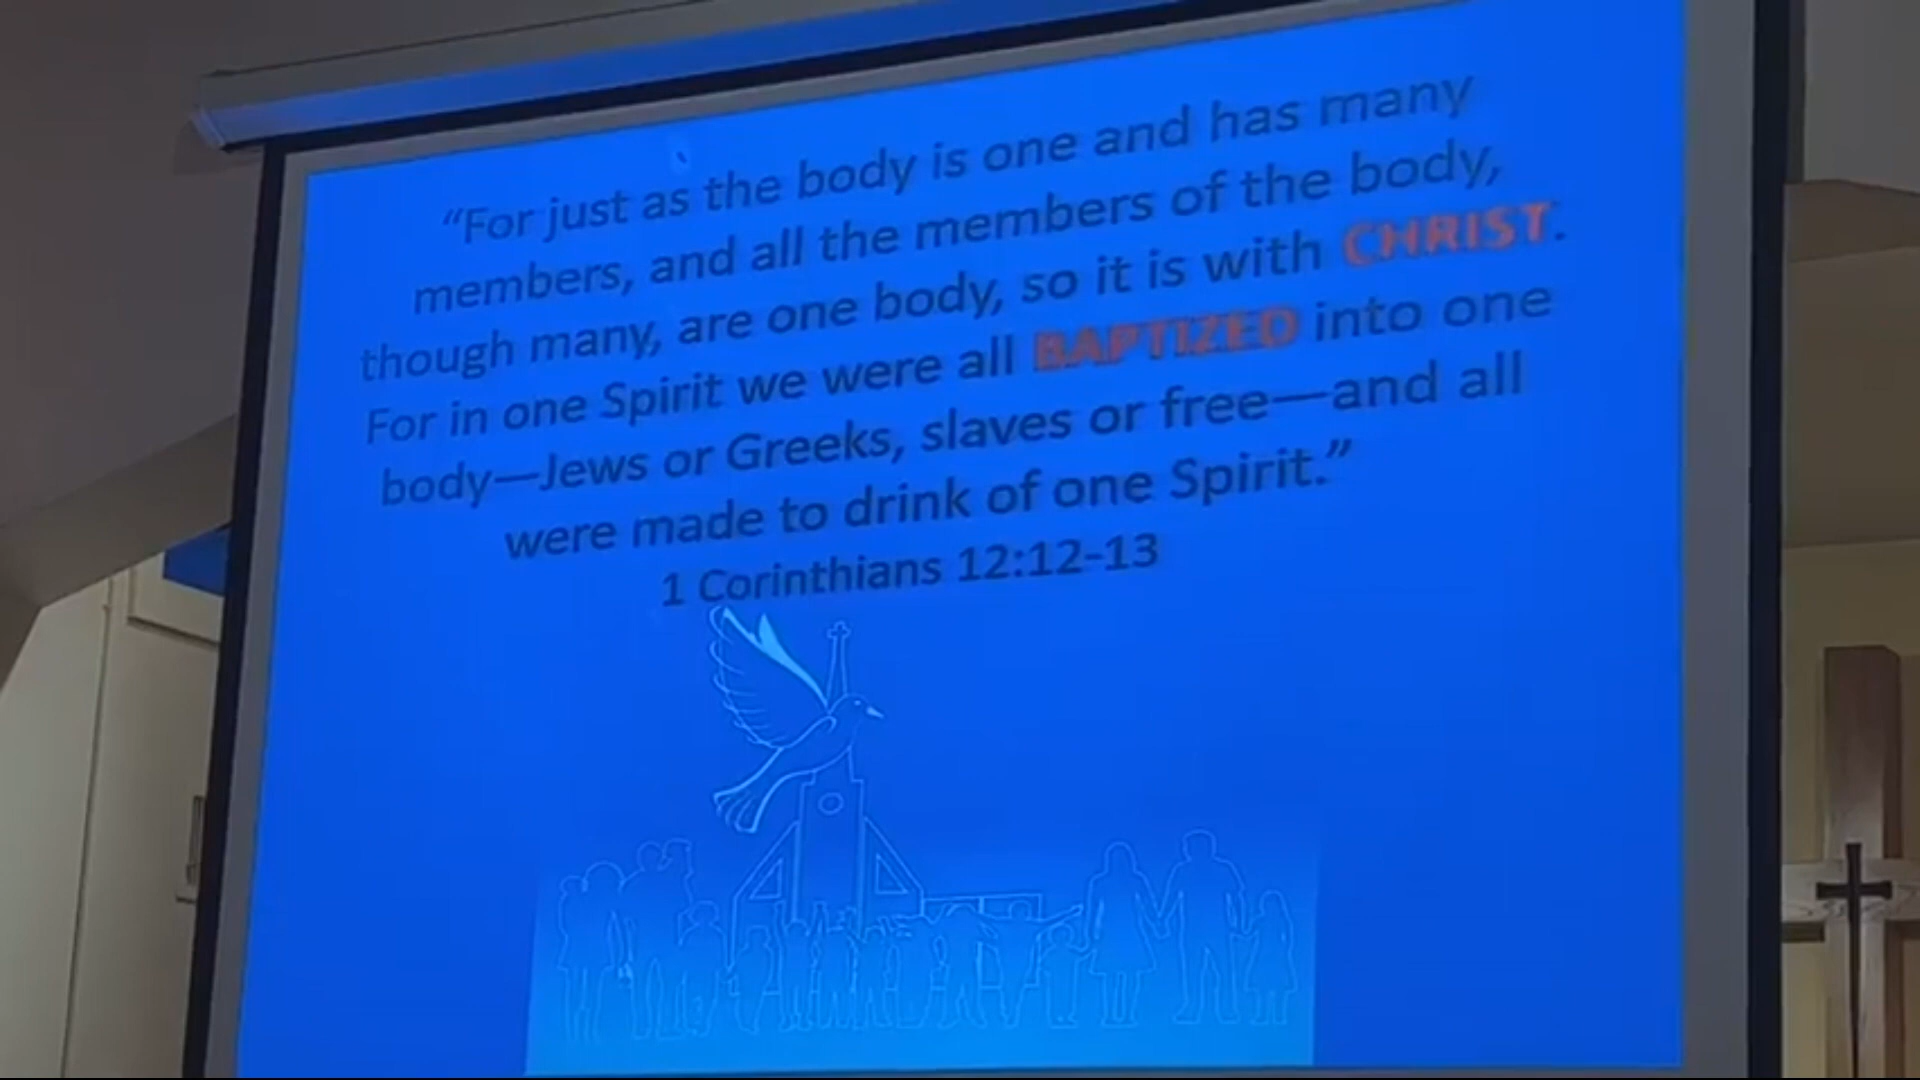 “For just as the body is one and has many
members, and all the members of the body,
though many, are one body, so it is with CHRIST.
For in one Spirit we were all BAPTIZED into one
body—Jews or Greeks, slaves or free—and all
were made to drink of one Spirit.”
1 Corinthians 12:12-13